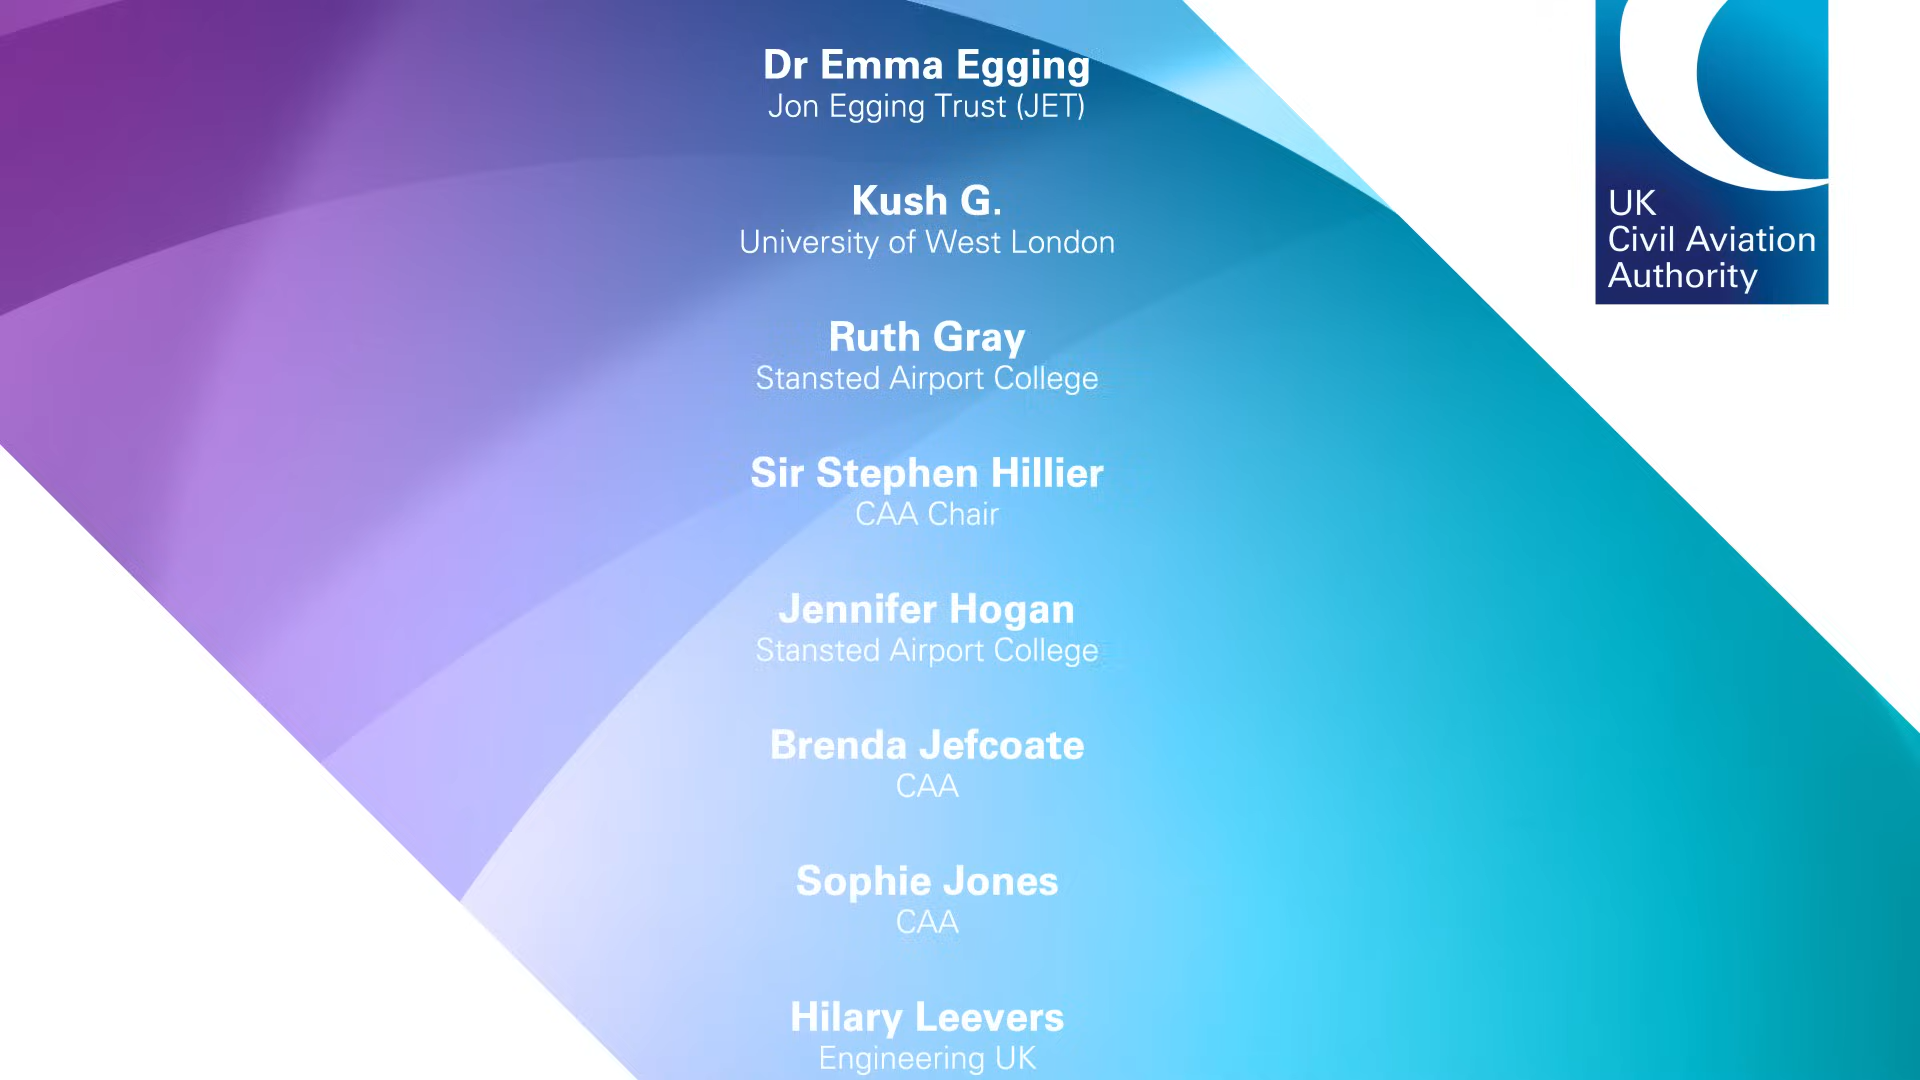 Dr Emma Egging
Jon Egging Trust (JET)
Kush G.
University of West London
Ruth Gray
Stansted Airport College
Sir Stephen Hillier
CAA Chair
Jennifer Hogan
Stansted Airport College
Brenda Jefcoate
CAA
Sophie Jones
CAA
Hilary Leevers
Engineering UK
UK
Civil Aviation
Authority